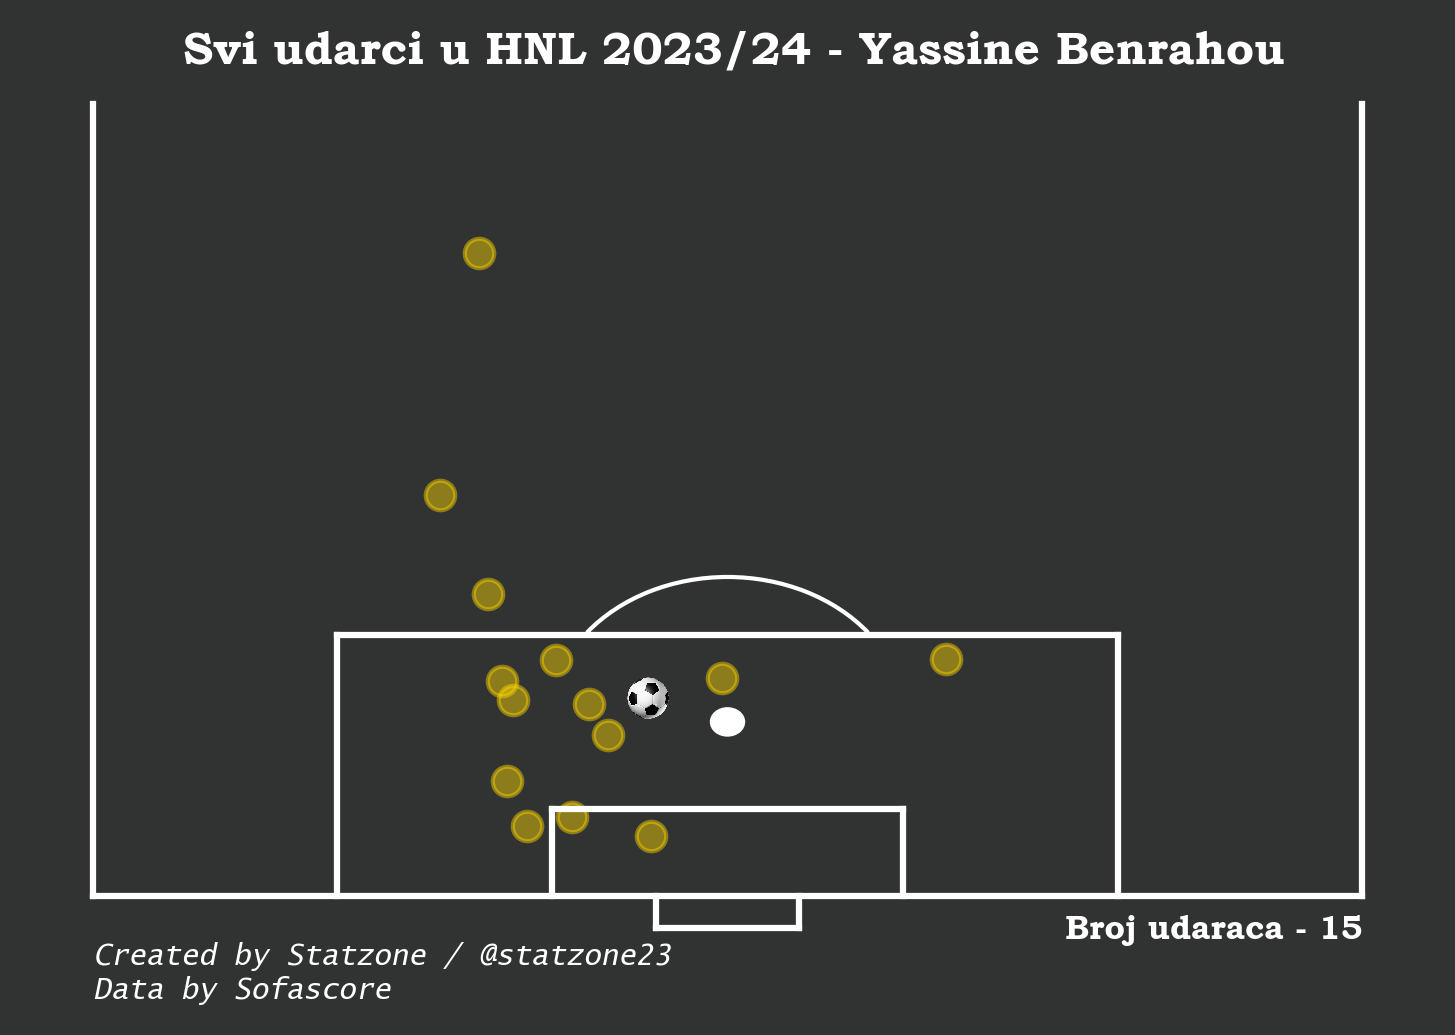 Svi udarci u HNL 2023/24 - Yassine Benrahou
Broj udaraca - 15
Created by Statzone / @statzone23
Data by Sofascore